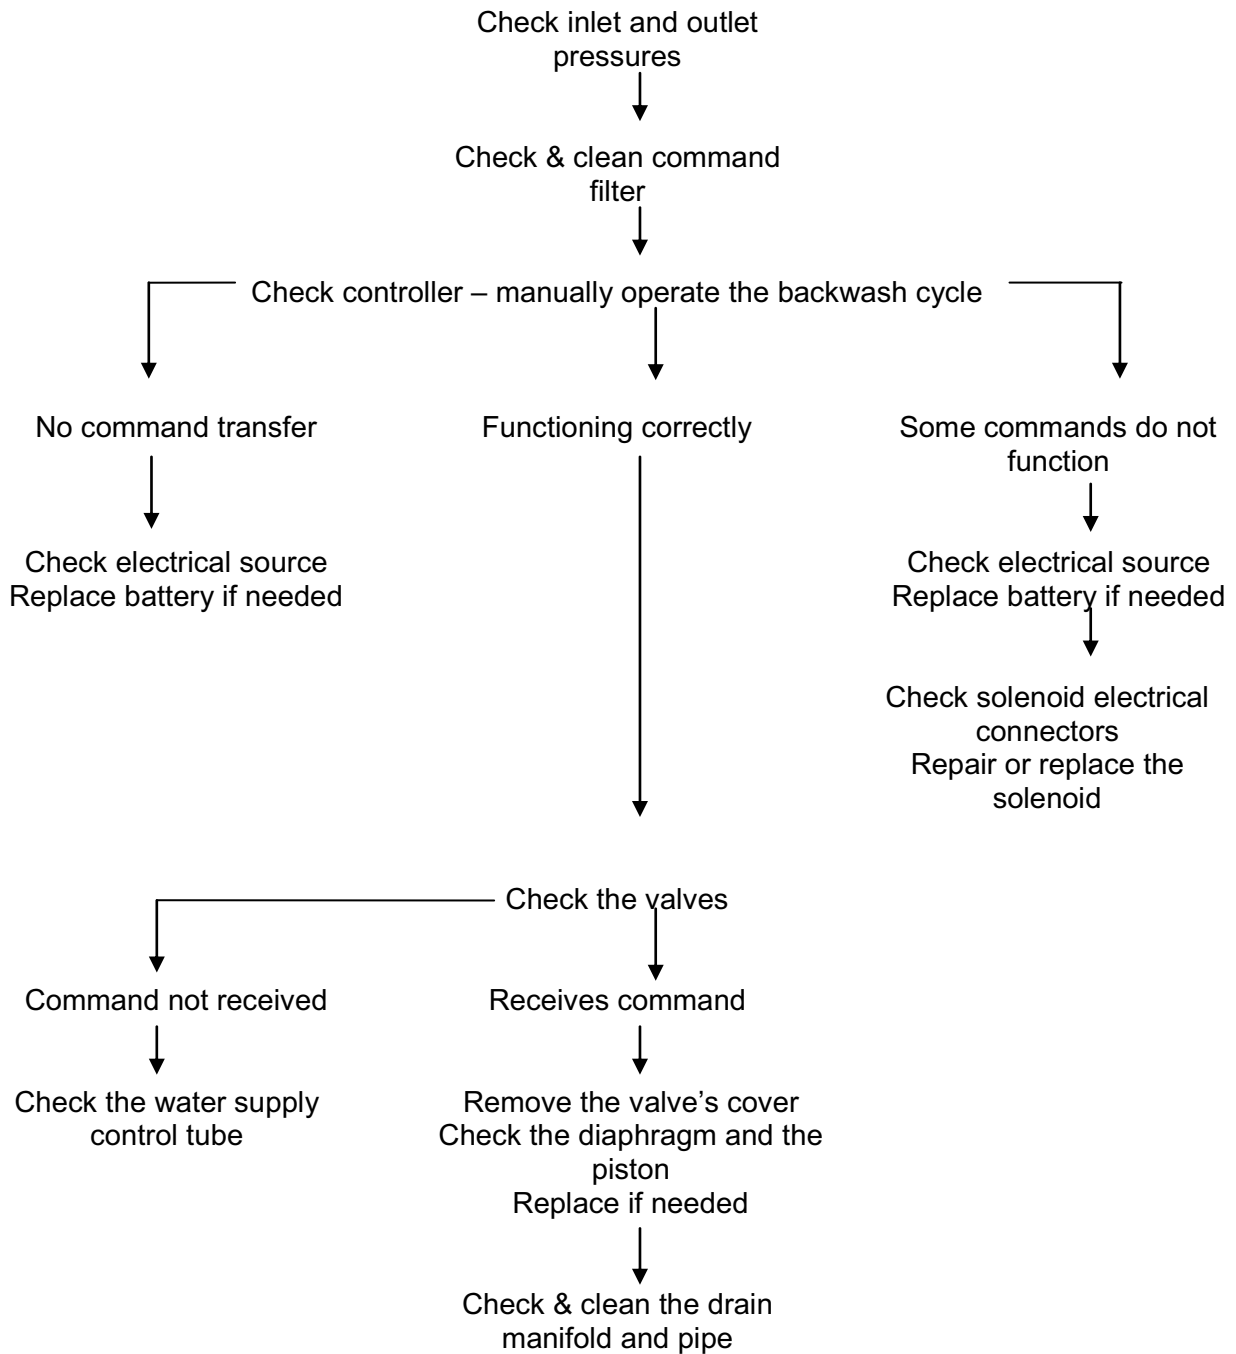 Check inlet and outlet
pressures
Check & clean command
filter
Check controller – manually operate the backwash cycle
No command transfer
Functioning correctly
Some commands do not
function
Check electrical source
Replace battery if needed
Check electrical source
Replace battery if needed
Check solenoid electrical
connectors
Repair or replace the
solenoid
Check the valves
Command not received
Receives command
Check the water supply
control tube
Remove the valve's cover
Check the diaphragm and the
piston
Replace if needed
Check & clean the drain
manifold and pipe